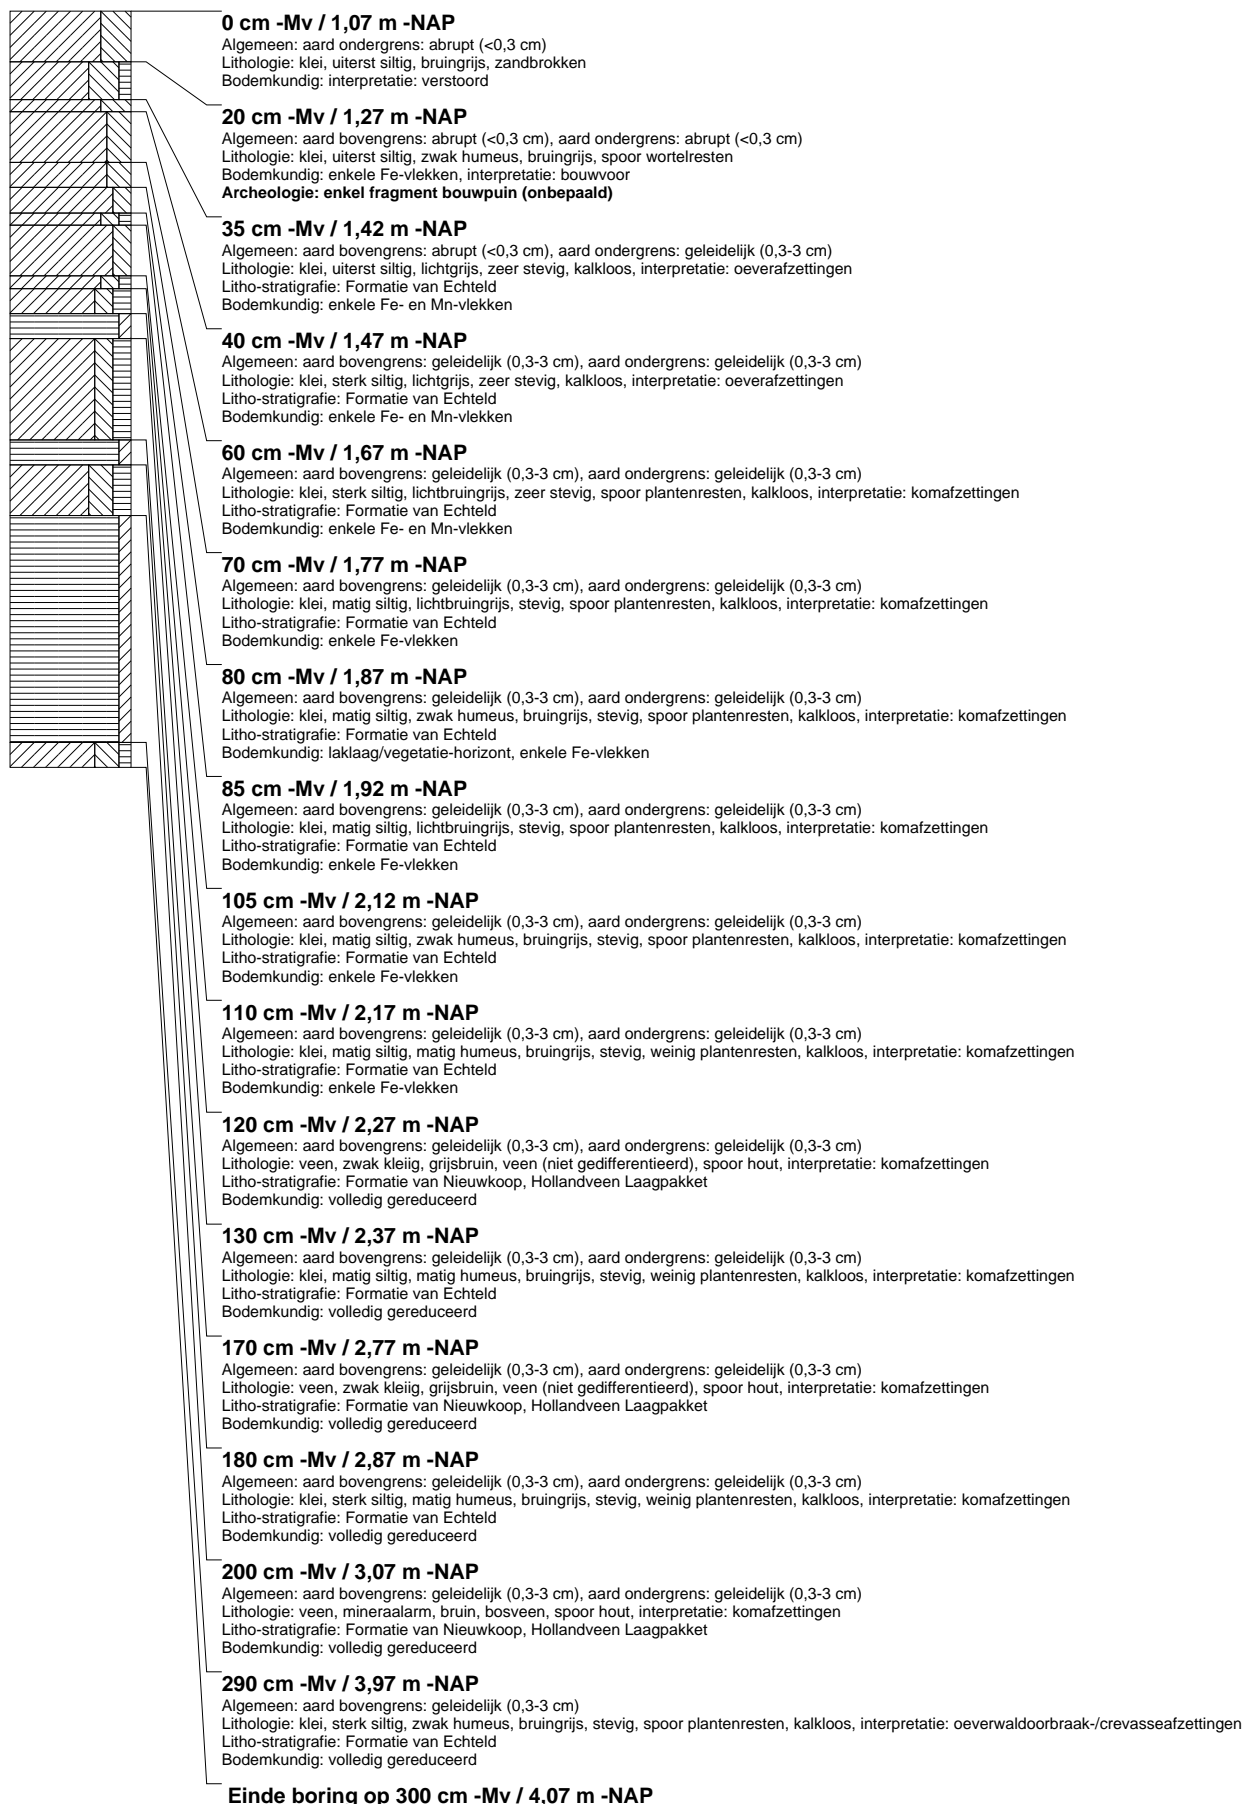 0 cm -Mv / 1,07 m -NAP
Algemeen: aard ondergrens: abrupt (<0,3 cm)
Lithologie: klei, uiterst siltig, bruingrijs, zandbrokken
Bodemkundig: interpretatie: verstoord
20 cm -Mv / 1,27 m -NAP
Algemeen: aard bovengrens: abrupt (<0,3 cm), aard ondergrens: abrupt (<0,3 cm)
Lithologie: klei, uiterst siltig, zwak humeus, bruingrijs, spoor wortelresten
Bodemkundig: enkele Fe-vlekken, interpretatie: bouwvoor
Archeologie: enkel fragment bouwpuin (onbepaald)
35 cm -Mv / 1,42 m -NAP
Algemeen: aard bovengrens: abrupt (<0,3 cm), aard ondergrens: geleidelijk (0,3-3 cm)
Lithologie: klei, uiterst siltig, lichtgrijs, zeer stevig, kalkloos, interpretatie: oeverafzettingen
Litho-stratigrafie: Formatie van Echteld
Bodemkundig: enkele Fe- en Mn-vlekken
40 cm -Mv / 1,47 m -NAP
Algemeen: aard bovengrens: geleidelijk (0,3-3 cm), aard ondergrens: geleidelijk (0,3-3 cm)
Lithologie: klei, sterk siltig, lichtgrijs, zeer stevig, kalkloos, interpretatie: oeverafzettingen
Litho-stratigrafie: Formatie van Echteld
Bodemkundig: enkele Fe- en Mn-vlekken
60 cm -Mv / 1,67 m -NAP
Algemeen: aard bovengrens: geleidelijk (0,3-3 cm), aard ondergrens: geleidelijk (0,3-3 cm)
Lithologie: klei, sterk siltig, lichtbruingrijs, zeer stevig, spoor plantenresten, kalkloos, interpretatie: komafzettingen
Litho-stratigrafie: Formatie van Echteld
Bodemkundig: enkele Fe- en Mn-vlekken
70 cm -Mv / 1,77 m -NAP
Algemeen: aard bovengrens: geleidelijk (0,3-3 cm), aard ondergrens: geleidelijk (0,3-3 cm)
Lithologie: klei, matig siltig, lichtbruingrijs, stevig, spoor plantenresten, kalkloos, interpretatie: komafzettingen
Litho-stratigrafie: Formatie van Echteld
Bodemkundig: enkele Fe-vlekken
80 cm -Mv / 1,87 m -NAP
Algemeen: aard bovengrens: geleidelijk (0,3-3 cm), aard ondergrens: geleidelijk (0,3-3 cm)
Lithologie: klei, matig siltig, zwak humeus, bruingrijs, stevig, spoor plantenresten, kalkloos, interpretatie: komafzettingen
Litho-stratigrafie: Formatie van Echteld
Bodemkundig: laklaag/vegetatie-horizont, enkele Fe-vlekken
85 cm -Mv / 1,92 m -NAP
Algemeen: aard bovengrens: geleidelijk (0,3-3 cm), aard ondergrens: geleidelijk (0,3-3 cm)
Lithologie: klei, matig siltig, lichtbruingrijs, stevig, spoor plantenresten, kalkloos, interpretatie: komafzettingen
Litho-stratigrafie: Formatie van Echteld
Bodemkundig: enkele Fe-vlekken
105 cm -Mv / 2,12 m -NAP
Algemeen: aard bovengrens: geleidelijk (0,3-3 cm), aard ondergrens: geleidelijk (0,3-3 cm)
Lithologie: klei, matig siltig, zwak humeus, bruingrijs, stevig, spoor plantenresten, kalkloos, interpretatie: komafzettingen
Litho-stratigrafie: Formatie van Echteld
Bodemkundig: enkele Fe-vlekken
110 cm -Mv / 2,17 m -NAP
Algemeen: aard bovengrens: geleidelijk (0,3-3 cm), aard ondergrens: geleidelijk (0,3-3 cm)
Lithologie: klei, matig siltig, matig humeus, bruingrijs, stevig, weinig plantenresten, kalkloos, interpretatie: komafzettingen
Litho-stratigrafie: Formatie van Echteld
Bodemkundig: enkele Fe-vlekken
120 cm -Mv / 2,27 m -NAP
Algemeen: aard bovengrens: geleidelijk (0,3-3 cm), aard ondergrens: geleidelijk (0,3-3 cm)
Lithologie: veen, zwak kleiig, grijsbruin, veen (niet gedifferentieerd), spoor hout, interpretatie: komafzettingen
Litho-stratigrafie: Formatie van Nieuwkoop, Hollandveen Laagpakket
Bodemkundig: volledig gereduceerd
130 cm -Mv / 2,37 m -NAP
Algemeen: aard bovengrens: geleidelijk (0,3-3 cm), aard ondergrens: geleidelijk (0,3-3 cm)
Lithologie: klei, matig siltig, matig humeus, bruingrijs, stevig, weinig plantenresten, kalkloos, interpretatie: komafzettingen
Litho-stratigrafie: Formatie van Echteld
Bodemkundig: volledig gereduceerd
170 cm -Mv / 2,77 m -NAP
Algemeen: aard bovengrens: geleidelijk (0,3-3 cm), aard ondergrens: geleidelijk (0,3-3 cm)
Lithologie: veen, zwak kleiig, grijsbruin, veen (niet gedifferentieerd), spoor hout, interpretatie: komafzettingen
Litho-stratigrafie: Formatie van Nieuwkoop, Hollandveen Laagpakket
Bodemkundig: volledig gereduceerd
180 cm -Mv / 2,87 m -NAP
Algemeen: aard bovengrens: geleidelijk (0,3-3 cm), aard ondergrens: geleidelijk (0,3-3 cm)
Lithologie: klei, sterk siltig, matig humeus, bruingrijs, stevig, weinig plantenresten, kalkloos, interpretatie: komafzettingen
Litho-stratigrafie: Formatie van Echteld
Bodemkundig: volledig gereduceerd
200 cm -Mv / 3,07 m -NAP
Algemeen: aard bovengrens: geleidelijk (0,3-3 cm), aard ondergrens: geleidelijk (0,3-3 cm)
Lithologie: veen, mineraalarm, bruin, bosveen, spoor hout, interpretatie: komafzettingen
Litho-stratigrafie: Formatie van Nieuwkoop, Hollandveen Laagpakket
Bodemkundig: volledig gereduceerd
290 cm -Mv / 3,97 m -NAP
Algemeen: aard bovengrens: geleidelijk (0,3-3 cm)
Lithologie: klei, sterk siltig, zwak humeus, bruingrijs, stevig, spoor plantenresten, kalkloos, interpretatie: oeverwaldoorbraak-/crevasseafzettingen
Litho-stratigrafie: Formatie van Echteld
Bodemkundig: volledig gereduceerd
Einde boring op 300 cm -Mv / 4,07 m -NAP